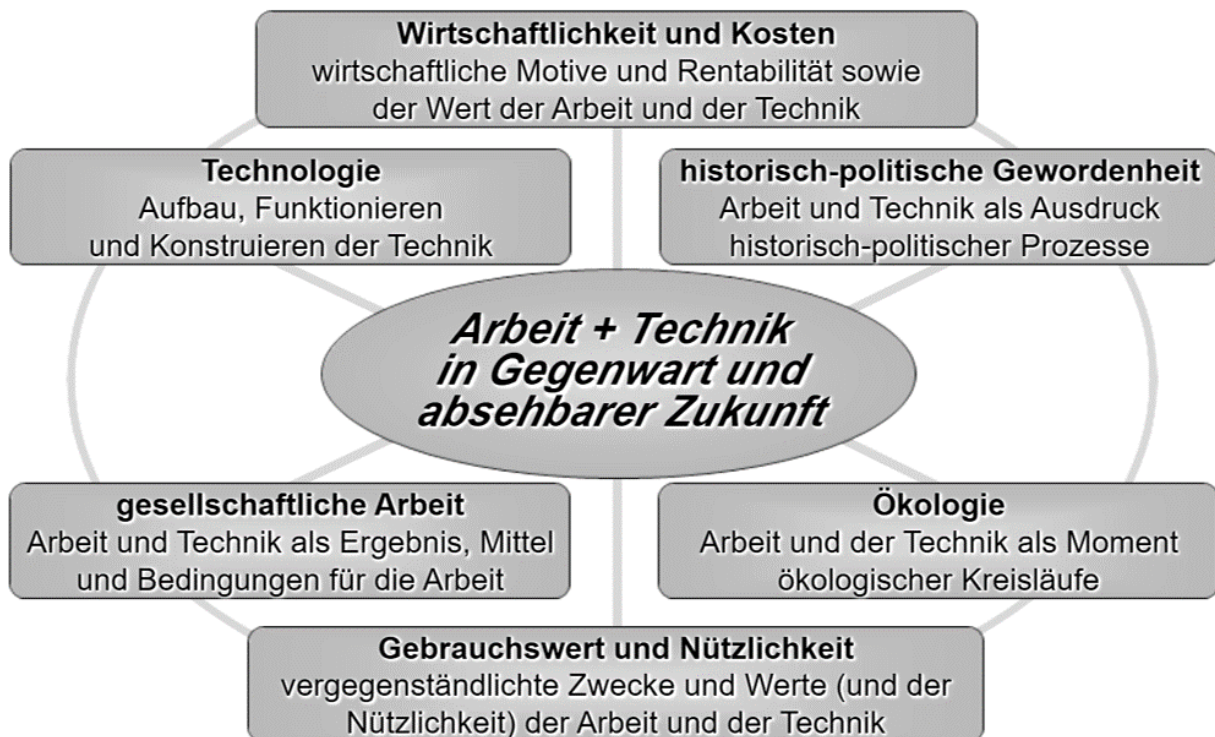 Wirtschaftlichkeit und Kosten
wirtschaftliche Motive und Rentabilität sowie
der Wert der Arbeit und der Technik
Technologie
Aufbau, Funktionieren
und Konstruieren der Technik
historisch-politische Gewordenheit
Arbeit und Technik als Ausdruck
historisch-politischer Prozesse
Arbeit + Technik
in Gegenwart und
absehbarer Zukunft
gesellschaftliche Arbeit
Arbeit und Technik als Ergebnis, Mittel
und Bedingungen für die Arbeit
Ökologie
Arbeit und der Technik als Moment
ökologischer Kreisläufe
Gebrauchswert und Nützlichkeit
vergegenständlichte Zwecke und Werte (und der
Nützlichkeit) der Arbeit und der Technik